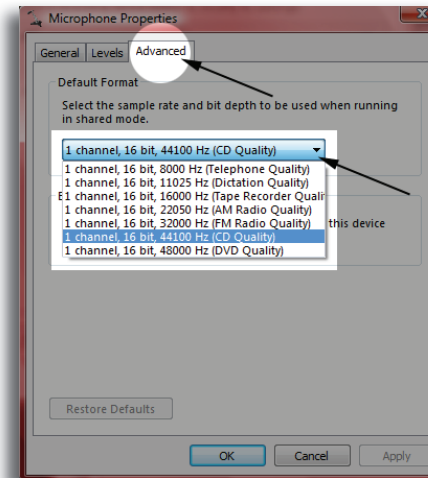 Microphone Properties
General Levels Advanced
Default Format
Select the sample rate and bit depth to be used when running
in shared mode.
1 channel, 16 bit, 44100 Hz (CD Quality)
1 channel, 16 bit, 8000 Hz (Telephone Quality)
1 channel, 16 bit, 11025 Hz (Dictation Quality)
1 channel, 16 bit, 16000 Hz (Tape Recorder Qualit
1 channel, 16 bit, 22050 Hz (AM Radio Quality)
1 channel, 16 bit, 32000 Hz (FM Radio Quality) this device
1 channel, 16 bit, 44100 Hz (CD Quality)
1 channel, 16 bit, 48000 Hz (DVD Quality)
Restore Defaults
OK Cancel Apply